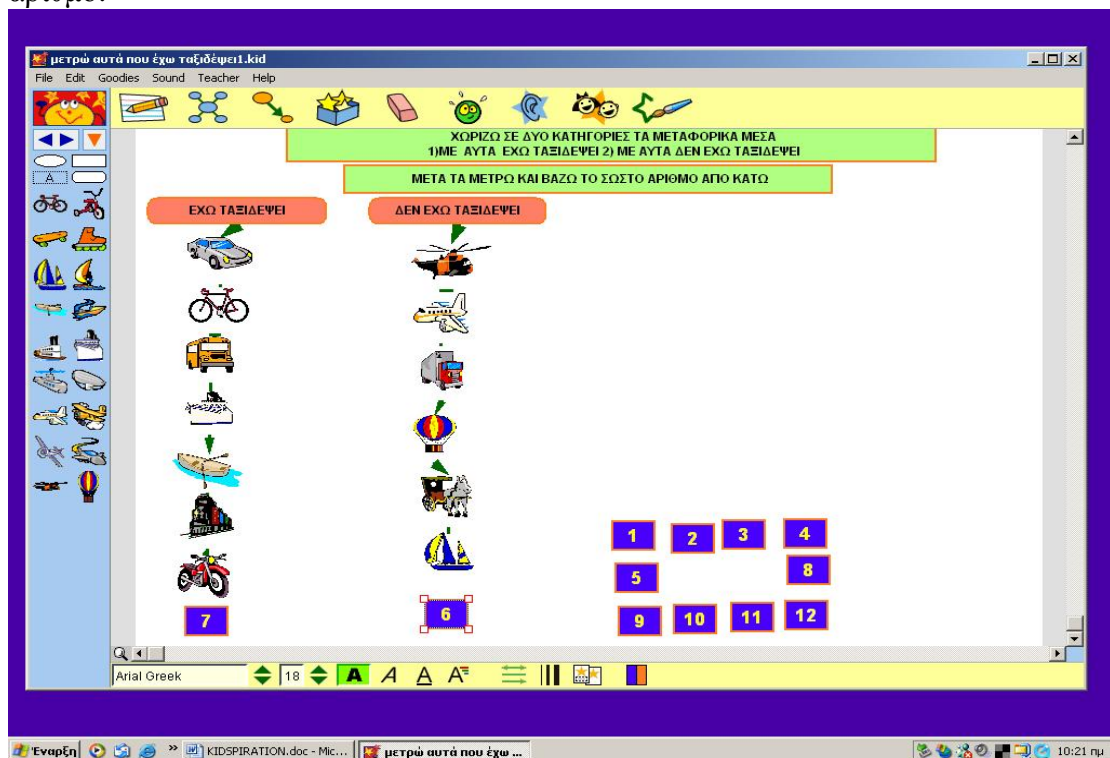 μετρώ αυτά που έχω ταξιδέψει1.kid
File Edit Goodies Sound Teacher Help
ΧΩΡΙΖΩ ΣΕ ΔΥΟ ΚΑΤΗΓΟΡΙΕΣ ΤΑ ΜΕΤΑΦΟΡΙΚΑ ΜΕΣΑ
1)ΜΕ ΑΥΤΑ ΕΧΩ ΤΑΞΙΔΕΨΕΙ 2) ΜΕ ΑΥΤΑ ΔΕΝ ΕΧΩ ΤΑΞΙΔΕΨΕΙ
ΜΕΤΑ ΤΑ ΜΕΤΡΩ ΚΑΙ ΒΑΖΩ ΤΟ ΣΩΣΤΟ ΑΡΙΘΜΟ ΑΠΟ ΚΑΤΩ
A
ΕΧΩ ΤΑΞΙΔΕΨΕΙ
ΔΕΝ ΕΧΩ ΤΑΞΙΔΕΨΕΙ
1 2 3 4
5 8
7
6
9 10 11 12
Arial Greek 18 A A A A
Έναρξη » KIDSPIRATION.doc - Mic... μετρώ αυτά που έχω ... 10:21 πμ